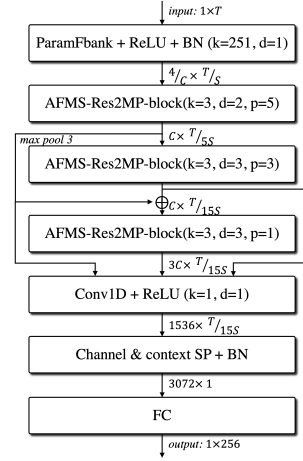 input: 1×T
ParamFbank + ReLU + BN (k=251, d=1)
4/C × T/S
AFMS-Res2MP-block(k=3, d=2, p=5)
max pool 3
C× T/5S
AFMS-Res2MP-block(k=3, d=3, p=3)
⊕ C× T/15S
AFMS-Res2MP-block(k=3, d=3, p=1)
3C× T/15S
Conv1D + ReLU (k=1, d=1)
1536× T/15S
Channel & context SP + BN
3072× 1
FC
output: 1×256